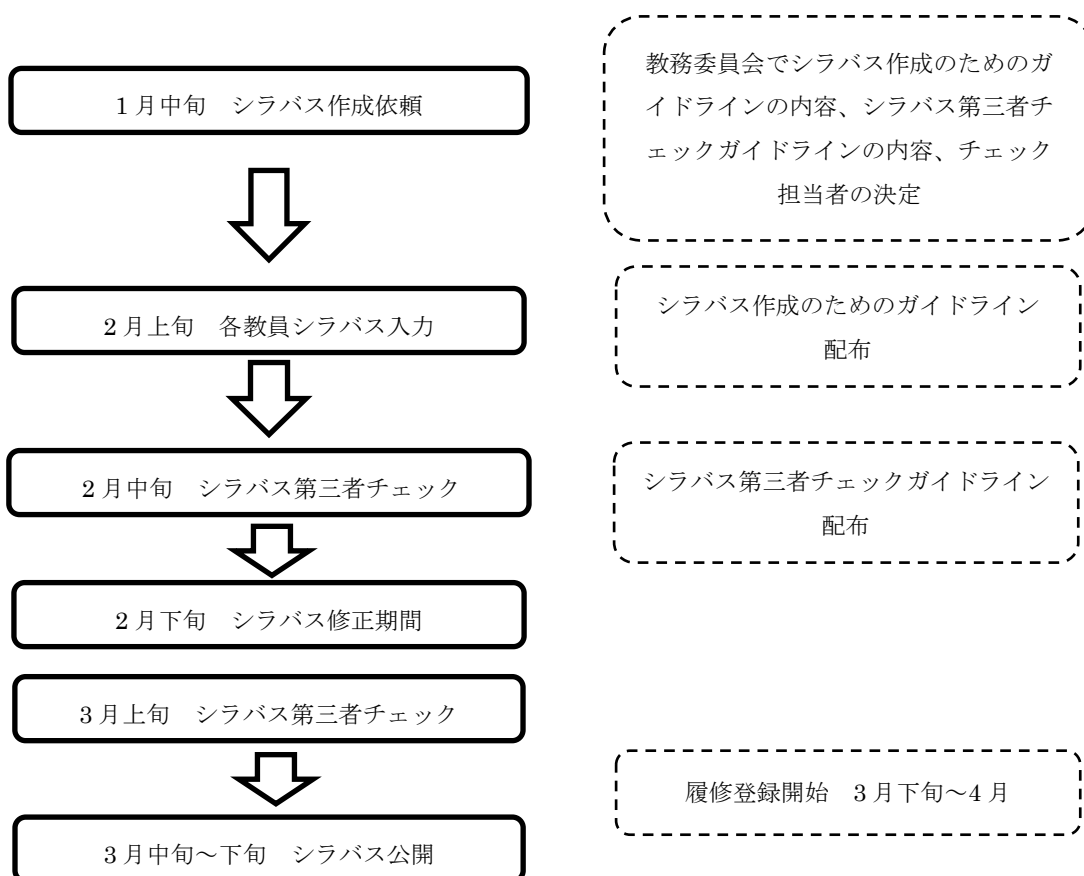 1月中旬　シラバス作成依頼
教務委員会でシラバス作成のためのガ
イドラインの内容、シラバス第三者チ
ェックガイドラインの内容、チェック
担当者の決定
2月上旬　各教員シラバス入力
シラバス作成のためのガイドライン
配布
2月中旬　シラバス第三者チェック
シラバス第三者チェックガイドライン
配布
2月下旬　シラバス修正期間
3月上旬　シラバス第三者チェック
履修登録開始　3月下旬～4月
3月中旬～下旬　シラバス公開